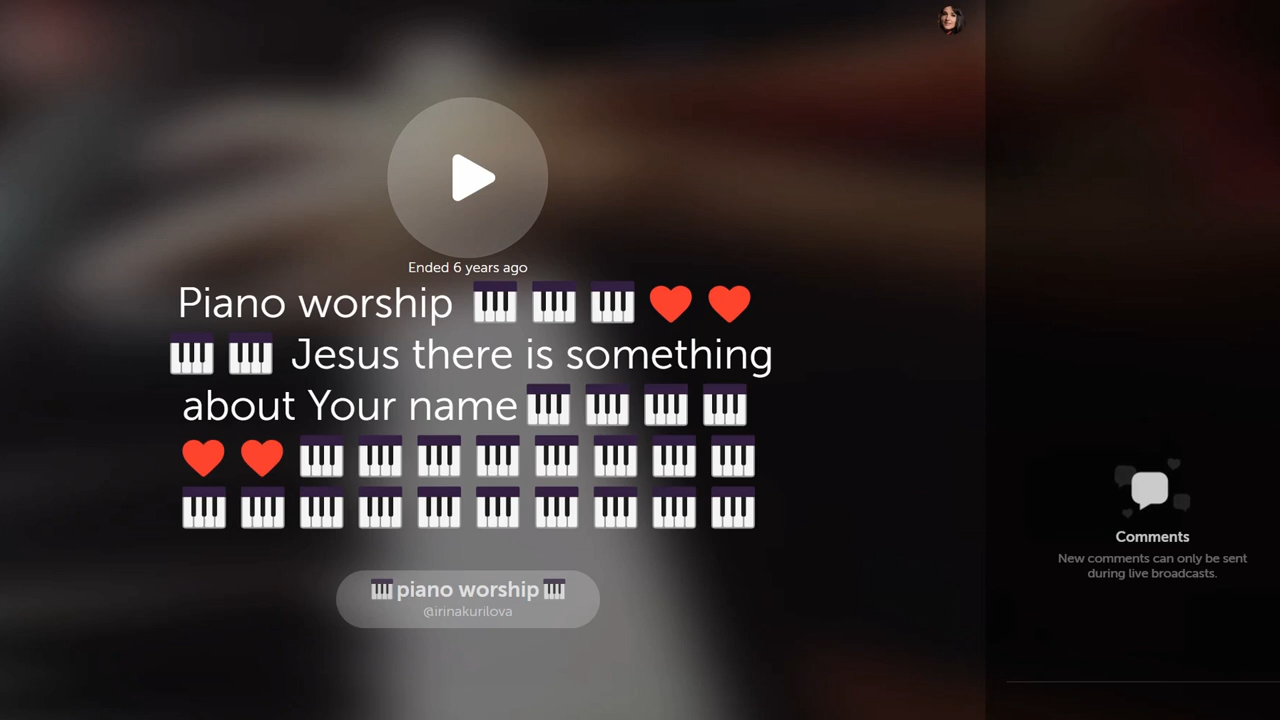 Ended 6 years ago
Piano worship 🎹 🎹 🎹 ❤️ ❤️
🎹 🎹 Jesus there is something
about Your name 🎹 🎹 🎹 🎹
❤️ ❤️ 🎹 🎹 🎹 🎹 🎹 🎹 🎹 🎹
🎹 🎹 🎹 🎹 🎹 🎹 🎹 🎹 🎹 🎹
🎹 piano worship 🎹
@irinakurilova
Comments
New comments can only be sent
during live broadcasts.